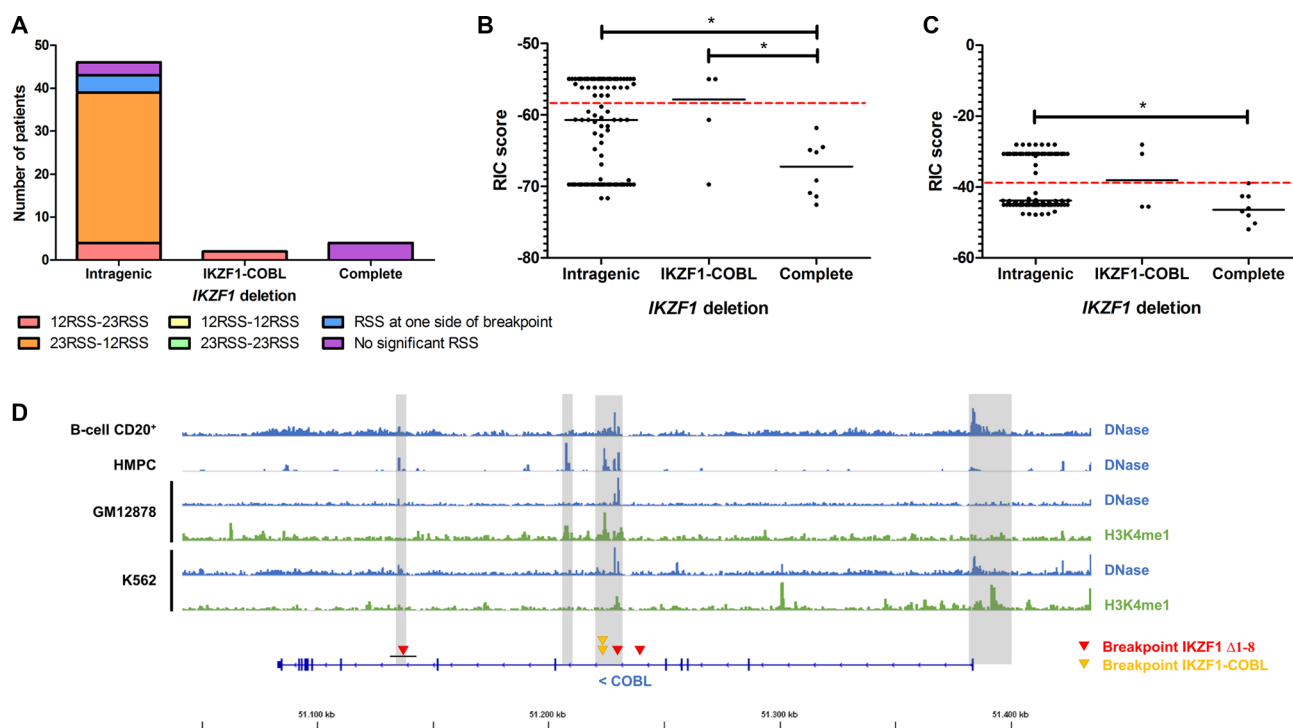 A
Number of patients
50
40
30
20
10
0
Intragenic IKZF1-COBL Complete
IKZF1 deletion
12RSS-23RSS 12RSS-12RSS RSS at one side of breakpoint
23RSS-12RSS 23RSS-23RSS No significant RSS
B
RIC score
-50
-60
-70
-80
*
*
Intragenic IKZF1-COBL Complete
IKZF1 deletion
C
RIC score
0
-20
-40
-60
*
Intragenic IKZF1-COBL Complete
IKZF1 deletion
D
B-cell CD20+ DNase
HMPC DNase
GM12878 DNase
H3K4me1
K562 DNase
H3K4me1
Breakpoint IKZF1 Δ1-8
Breakpoint IKZF1-COBL
< COBL
51.100 kb 51.200 kb 51.300 kb 51.400 kb